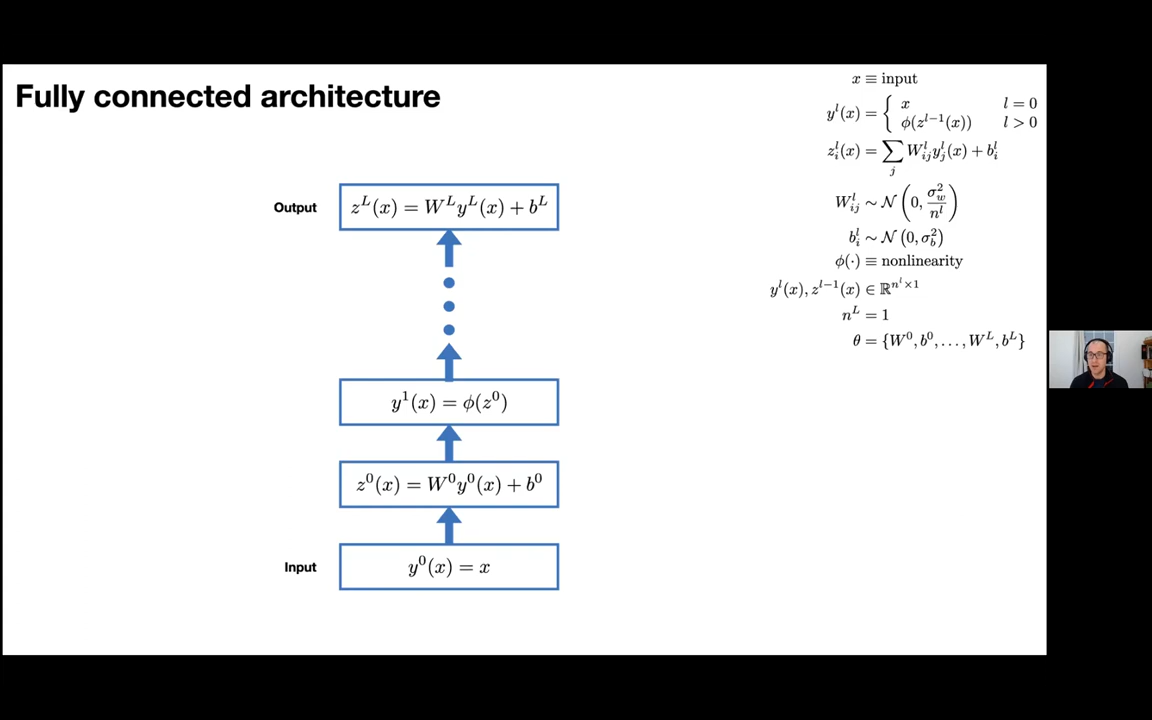 Fully connected architecture
x ≡ input
y^l(x) = { x l = 0
φ(z^{l−1}(x)) l > 0
z_i^l(x) = ∑_j W_{ij}^l y_j^l(x) + b_i^l
W_{ij}^l ∼ 𝒩(0, σ_w^2/n^l)
b_i^l ∼ 𝒩(0, σ_b^2)
φ(·) ≡ nonlinearity
y^l(x), z^{l−1}(x) ∈ ℝ^{n^l×1}
n^L = 1
θ = {W^0, b^0, . . . , W^L, b^L}
Output z^L(x) = W^L y^L(x) + b^L
y^1(x) = φ(z^0)
z^0(x) = W^0 y^0(x) + b^0
Input y^0(x) = x